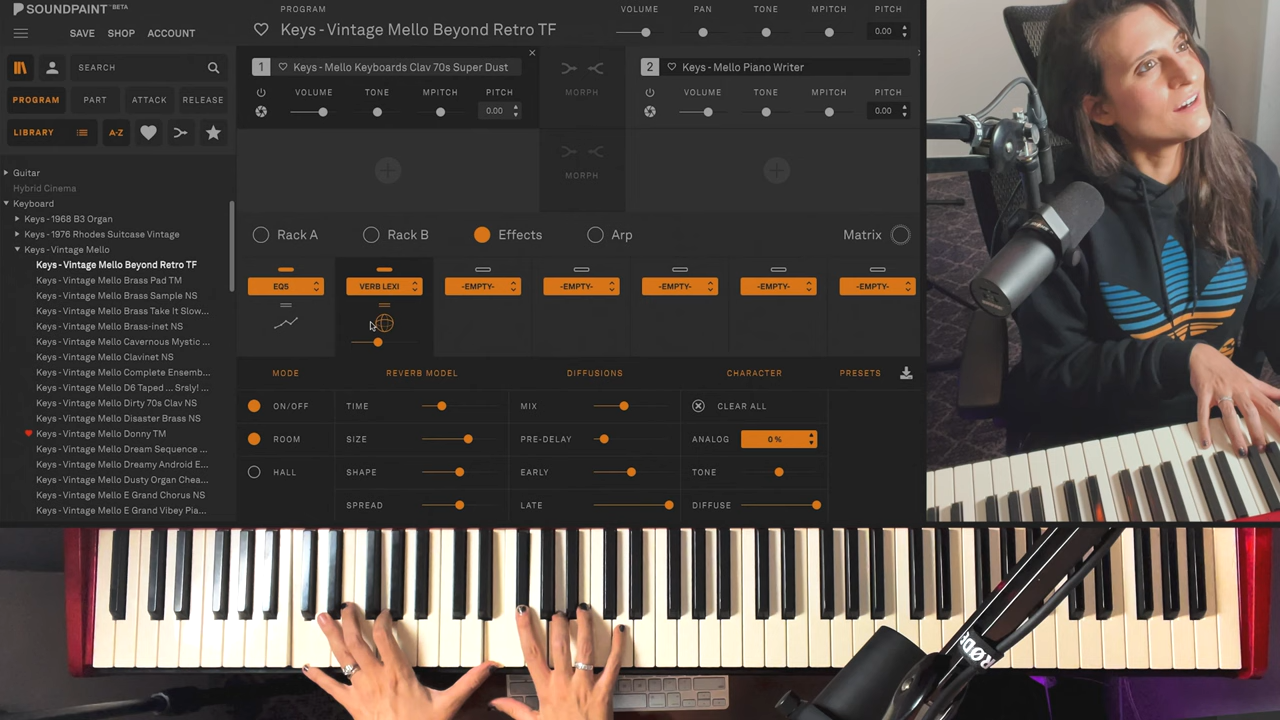 SOUNDPAINT BETA
SAVE SHOP ACCOUNT
SEARCH
PROGRAM PART ATTACK RELEASE
LIBRARY A-Z
Guitar
Hybrid Cinema
Keyboard
Keys - 1968 B3 Organ
Keys - 1976 Rhodes Suitcase Vintage
Keys - Vintage Mello
Keys - Vintage Mello Beyond Retro TF
Keys - Vintage Mello Brass Pad TM
Keys - Vintage Mello Brass Sample NS
Keys - Vintage Mello Brass Take It Slow...
Keys - Vintage Mello Brass-inet NS
Keys - Vintage Mello Cavernous Mystic ...
Keys - Vintage Mello Clavinet NS
Keys - Vintage Mello Complete Ensemb...
Keys - Vintage Mello D6 Taped ... Srsly! ...
Keys - Vintage Mello Dirty 70s Clav NS
Keys - Vintage Mello Disaster Brass NS
Keys - Vintage Mello Donny TM
Keys - Vintage Mello Dream Sequence ...
Keys - Vintage Mello Dreamy Android E...
Keys - Vintage Mello Dusty Organ Chea...
Keys - Vintage Mello E Grand Chorus NS
Keys - Vintage Mello E Grand Vibey Pia...
PROGRAM
Keys - Vintage Mello Beyond Retro TF
VOLUME PAN TONE MPITCH
0.00
1 Keys - Mello Keyboards Clav 70s Super Dust
VOLUME TONE MPITCH PITCH
0.00
MORPH
2 Keys - Mello Piano Writer
VOLUME TONE MPITCH PITCH
0.00
MORPH
Rack A Rack B Effects Arp Matrix
EQ5 VERB LEXI -EMPTY- -EMPTY- -EMPTY- -EMPTY- -EMPTY-
MODE REVERB MODEL DIFFUSIONS CHARACTER PRESETS
ON/OFF TIME MIX CLEAR ALL
ROOM SIZE PRE-DELAY ANALOG 0 %
HALL SHAPE EARLY TONE
SPREAD LATE DIFFUSE
RØDE